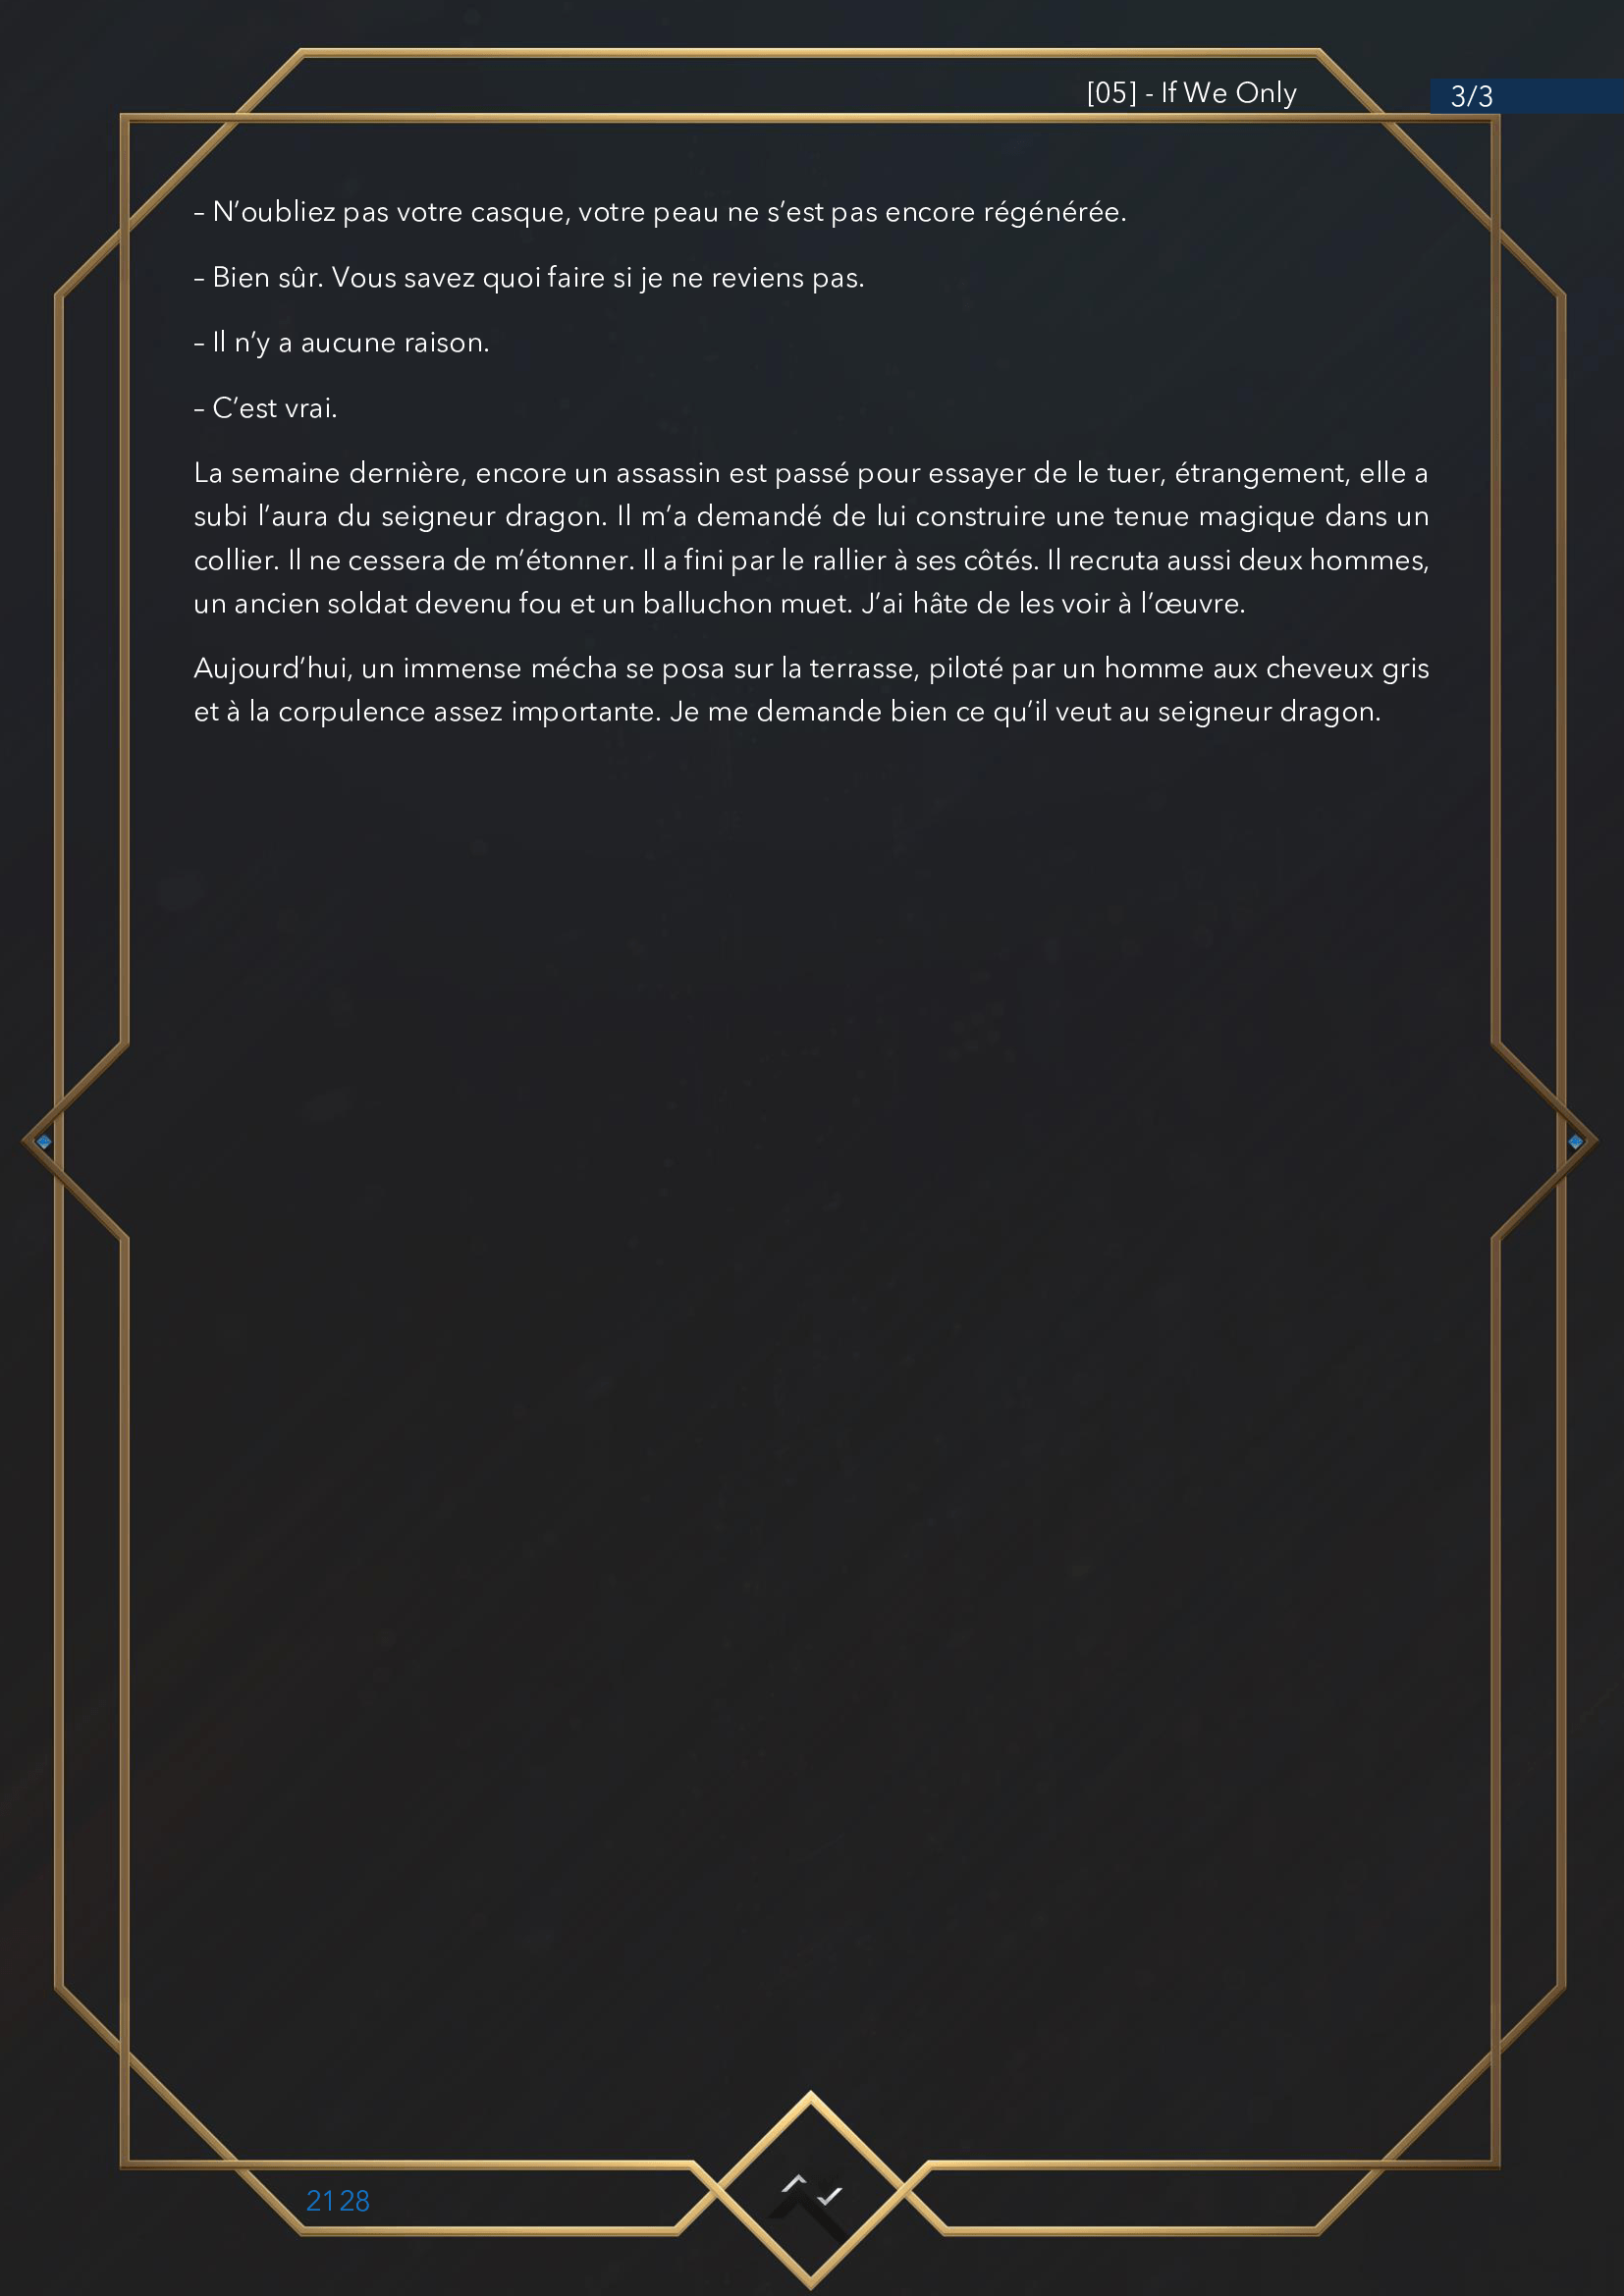 [05] - If We Only
3/3
– N’oubliez pas votre casque, votre peau ne s’est pas encore régénérée.
– Bien sûr. Vous savez quoi faire si je ne reviens pas.
– Il n’y a aucune raison.
– C’est vrai.
La semaine dernière, encore un assassin est passé pour essayer de le tuer, étrangement, elle a
subi l’aura du seigneur dragon. Il m’a demandé de lui construire une tenue magique dans un
collier. Il ne cessera de m’étonner. Il a fini par le rallier à ses côtés. Il recruta aussi deux hommes,
un ancien soldat devenu fou et un balluchon muet. J’ai hâte de les voir à l’œuvre.
Aujourd’hui, un immense mécha se posa sur la terrasse, piloté par un homme aux cheveux gris
et à la corpulence assez importante. Je me demande bien ce qu’il veut au seigneur dragon.
2128